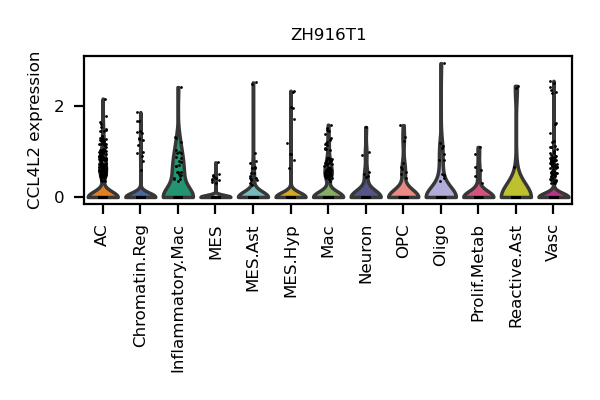 ZH916T1
CCL4L2 expression
2
0
AC
Chromatin.Reg
Inflammatory.Mac
MES
MES.Ast
MES.Hyp
Mac
Neuron
OPC
Oligo
Prolif.Metab
Reactive.Ast
Vasc